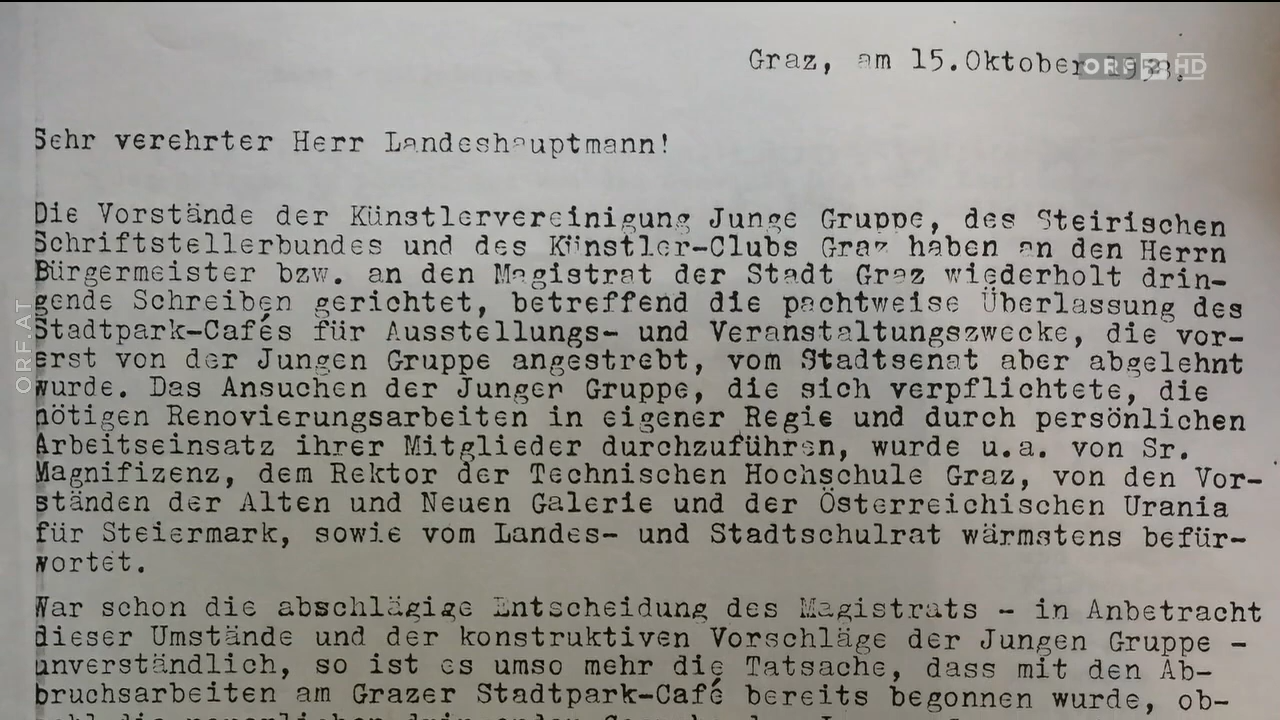 Graz, am 15.Oktober 1958.
ORF 2 HD
Sehr verehrter Herr Landeshauptmann!
Die Vorstände der Künstlervereinigung Junge Gruppe, des Steirischen
Schriftstellerbundes und des Künstler-Clubs Graz haben an den Herrn
Bürgermeister bzw. an den Magistrat der Stadt Graz wiederholt drin-
gende Schreiben gerichtet, betreffend die pachtweise Überlassung des
Stadtpark-Cafés für Ausstellungs- und Veranstaltungszwecke, die vor-
erst von der Jungen Gruppe angestrebt, vom Stadtsenat aber abgelehnt
wurde. Das Ansuchen der Junger Gruppe, die sich verpflichtete, die
nötigen Renovierungsarbeiten in eigener Regie und durch persönlichen
Arbeitseinsatz ihrer Mitglieder durchzuführen, wurde u.a. von Sr.
Magnifizenz, dem Rektor der Technischen Hochschule Graz, von den Vor-
ständen der Alten und Neuen Galerie und der Österreichischen Urania
für Steiermark, sowie vom Landes- und Stadtschulrat wärmstens befür-
wortet.
War schon die abschlägige Entscheidung des Magistrats - in Anbetracht
dieser Umstände und der konstruktiven Vorschläge der Jungen Gruppe -
unverständlich, so ist es umso mehr die Tatsache, dass mit den Ab-
bruchsarbeiten am Grazer Stadtpark-Café bereits begonnen wurde, ob-
ORF.AT